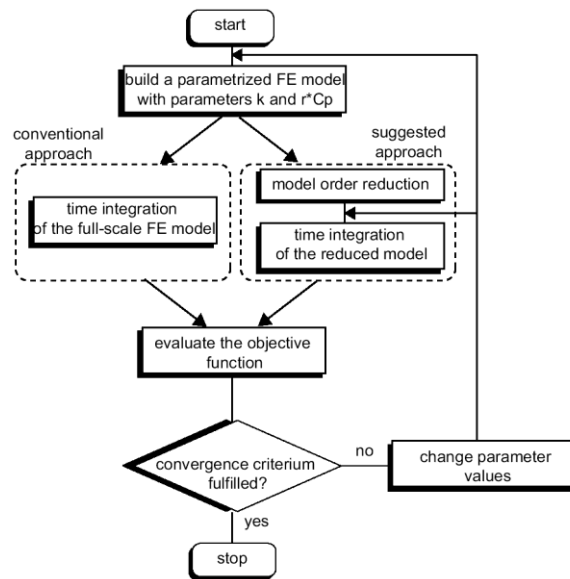 start
build a parametrized FE model
with parameters k and r*Cp
conventional
approach
suggested
approach
time integration
of the full-scale FE model
model order reduction
time integration
of the reduced model
evaluate the objective
function
convergence criterium
fulfilled?
no
change parameter
values
yes
stop